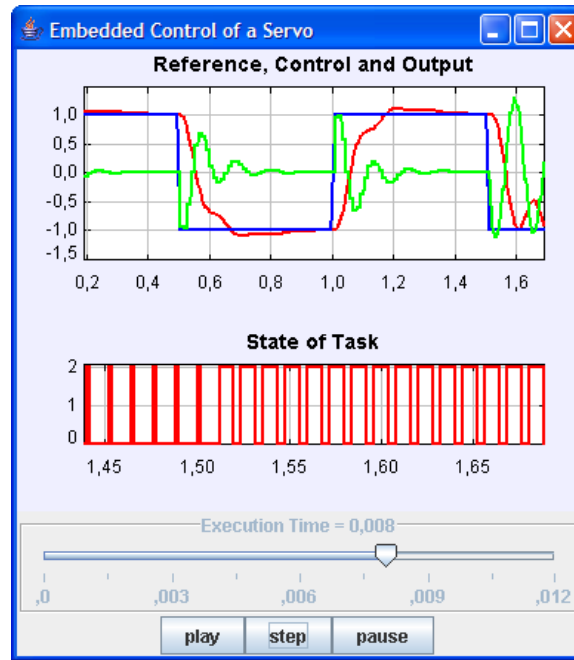 Embedded Control of a Servo
Reference, Control and Output
1,0
0,5
0,0
-0,5
-1,0
-1,5
0,2 0,4 0,6 0,8 1,0 1,2 1,4 1,6
State of Task
2
1
0
1,45 1,50 1,55 1,60 1,65
Execution Time = 0,008
,0 ,003 ,006 ,009 ,012
play step pause